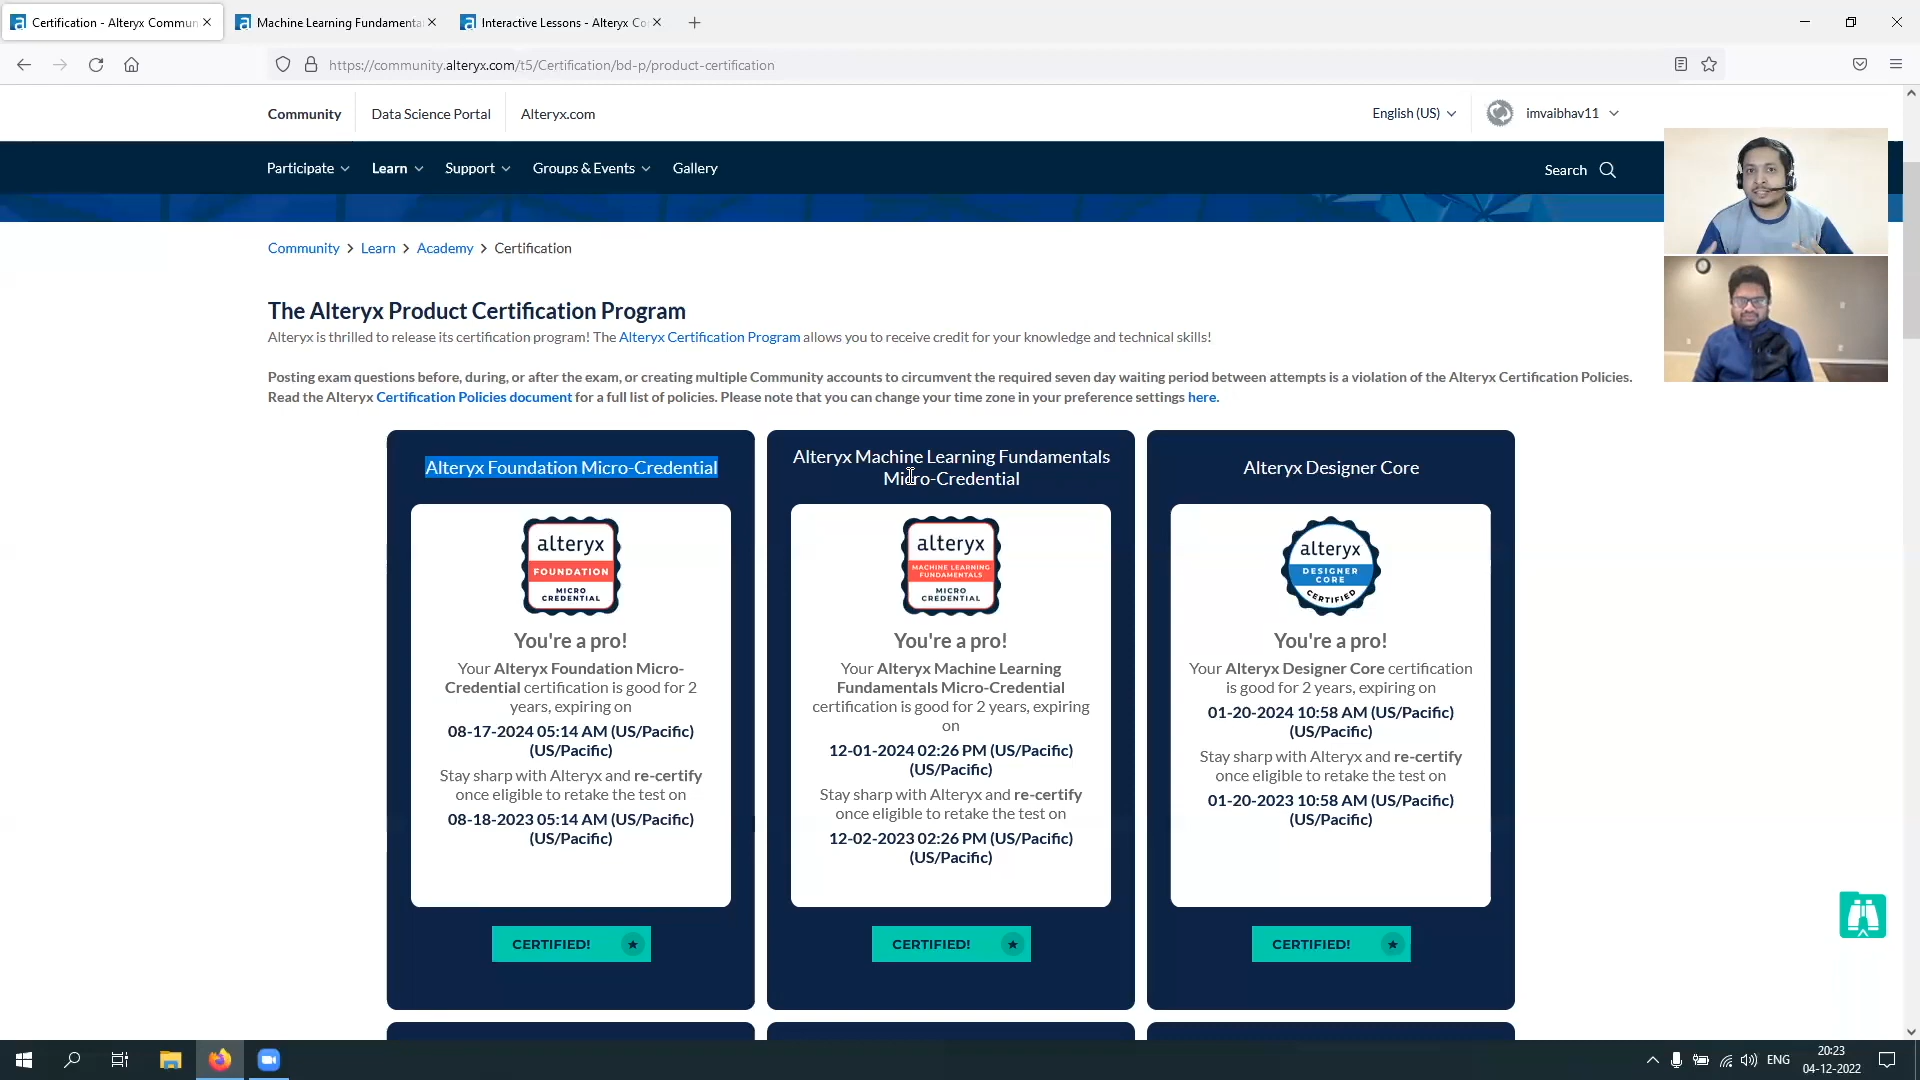 Certification - Alteryx Commun
Machine Learning Fundamenta
Interactive Lessons - Alteryx Co
https://community.alteryx.com/t5/Certification/bd-p/product-certification
Community
Data Science Portal
Alteryx.com
English (US)
imvaibhav11
Participate
Learn
Support
Groups & Events
Gallery
Search
Community > Learn > Academy > Certification
The Alteryx Product Certification Program
Alteryx is thrilled to release its certification program! The Alteryx Certification Program allows you to receive credit for your knowledge and technical skills!
Posting exam questions before, during, or after the exam, or creating multiple Community accounts to circumvent the required seven day waiting period between attempts is a violation of the Alteryx Certification Policies.
Read the Alteryx Certification Policies document for a full list of policies. Please note that you can change your time zone in your preference settings here.
Alteryx Foundation Micro-Credential
alteryx
FOUNDATION
MICRO
CREDENTIAL
You're a pro!
Your Alteryx Foundation Micro-
Credential certification is good for 2
years, expiring on
08-17-2024 05:14 AM (US/Pacific)
(US/Pacific)
Stay sharp with Alteryx and re-certify
once eligible to retake the test on
08-18-2023 05:14 AM (US/Pacific)
(US/Pacific)
CERTIFIED!
Alteryx Machine Learning Fundamentals
Micro-Credential
alteryx
MACHINE LEARNING
FUNDAMENTALS
MICRO
CREDENTIAL
You're a pro!
Your Alteryx Machine Learning
Fundamentals Micro-Credential
certification is good for 2 years, expiring
on
12-01-2024 02:26 PM (US/Pacific)
(US/Pacific)
Stay sharp with Alteryx and re-certify
once eligible to retake the test on
12-02-2023 02:26 PM (US/Pacific)
(US/Pacific)
CERTIFIED!
Alteryx Designer Core
alteryx
DESIGNER
CORE
CERTIFIED
You're a pro!
Your Alteryx Designer Core certification
is good for 2 years, expiring on
01-20-2024 10:58 AM (US/Pacific)
(US/Pacific)
Stay sharp with Alteryx and re-certify
once eligible to retake the test on
01-20-2023 10:58 AM (US/Pacific)
(US/Pacific)
CERTIFIED!
ENG
20:23
04-12-2022